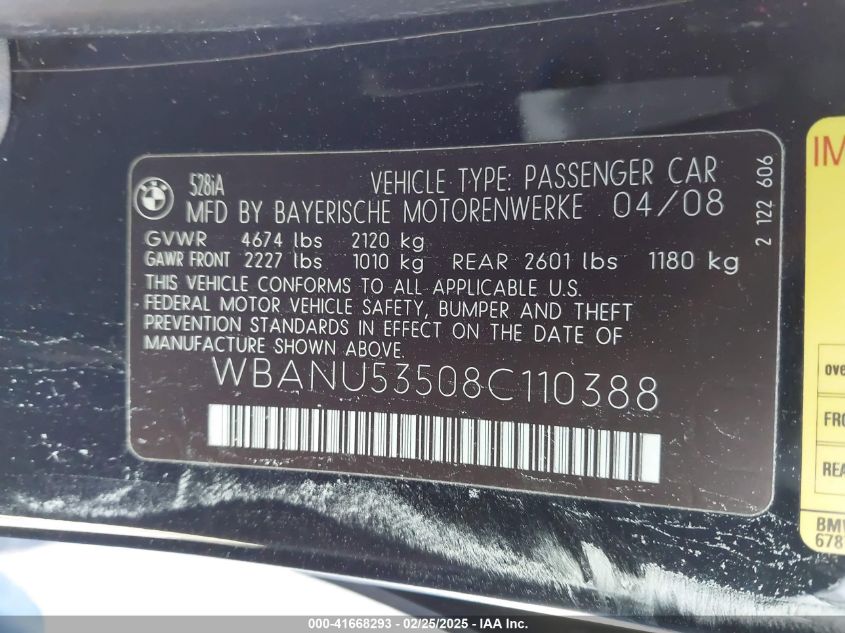 528iA
VEHICLE TYPE: PASSENGER CAR
MFD BY BAYERISCHE MOTORENWERKE 04/08
GVWR 4674 lbs 2120 kg
GAWR FRONT 2227 lbs 1010 kg REAR 2601 lbs 1180 kg
THIS VEHICLE CONFORMS TO ALL APPLICABLE U.S.
FEDERAL MOTOR VEHICLE SAFETY, BUMPER AND THEFT
PREVENTION STANDARDS IN EFFECT ON THE DATE OF
MANUFACTURE SHOWN ABOVE.
WBANU53508C110388
2 122 606
BMW
000-41668293 - 02/25/2025 - IAA Inc.